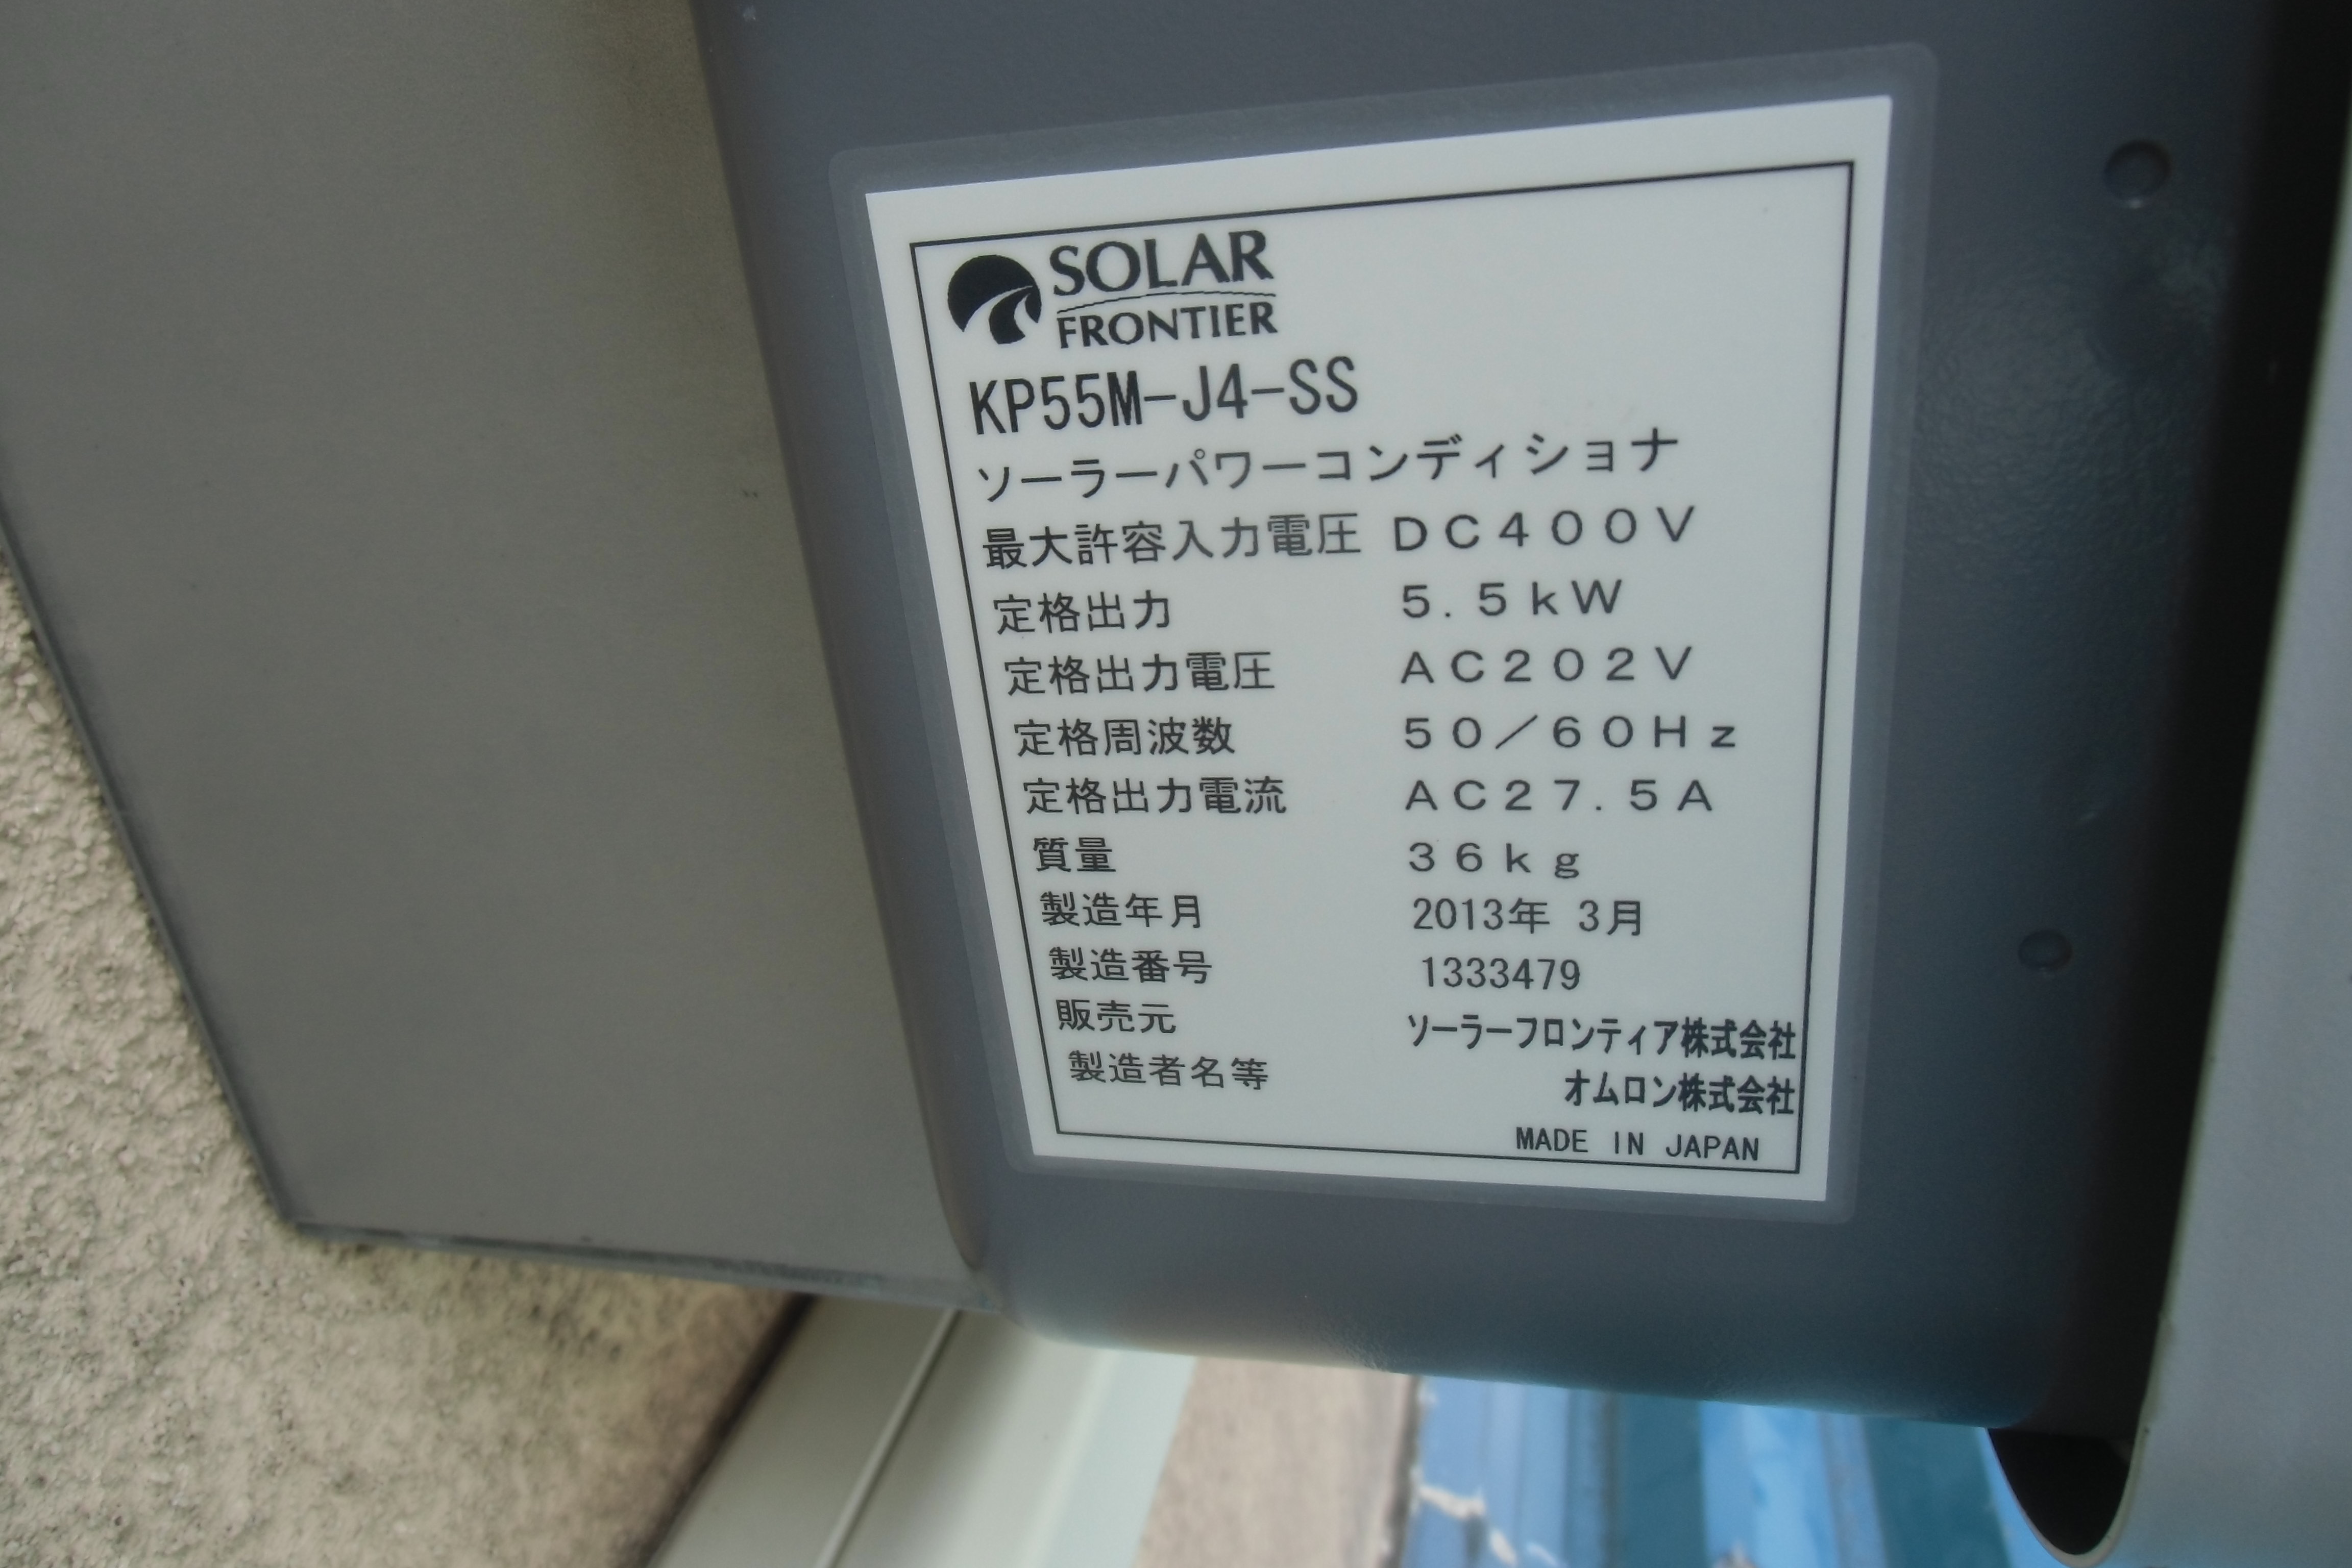 SOLAR
FRONTIER
KP55M-J4-SS
ソーラーパワーコンディショナ
最大許容入力電圧 DC400V
定格出力 5.5kW
定格出力電圧 AC202V
定格周波数 50/60Hz
定格出力電流 AC27.5A
質量 36kg
製造年月 2013年 3月
製造番号 1333479
販売元 ソーラーフロンティア株式会社
製造者名等 オムロン株式会社
MADE IN JAPAN